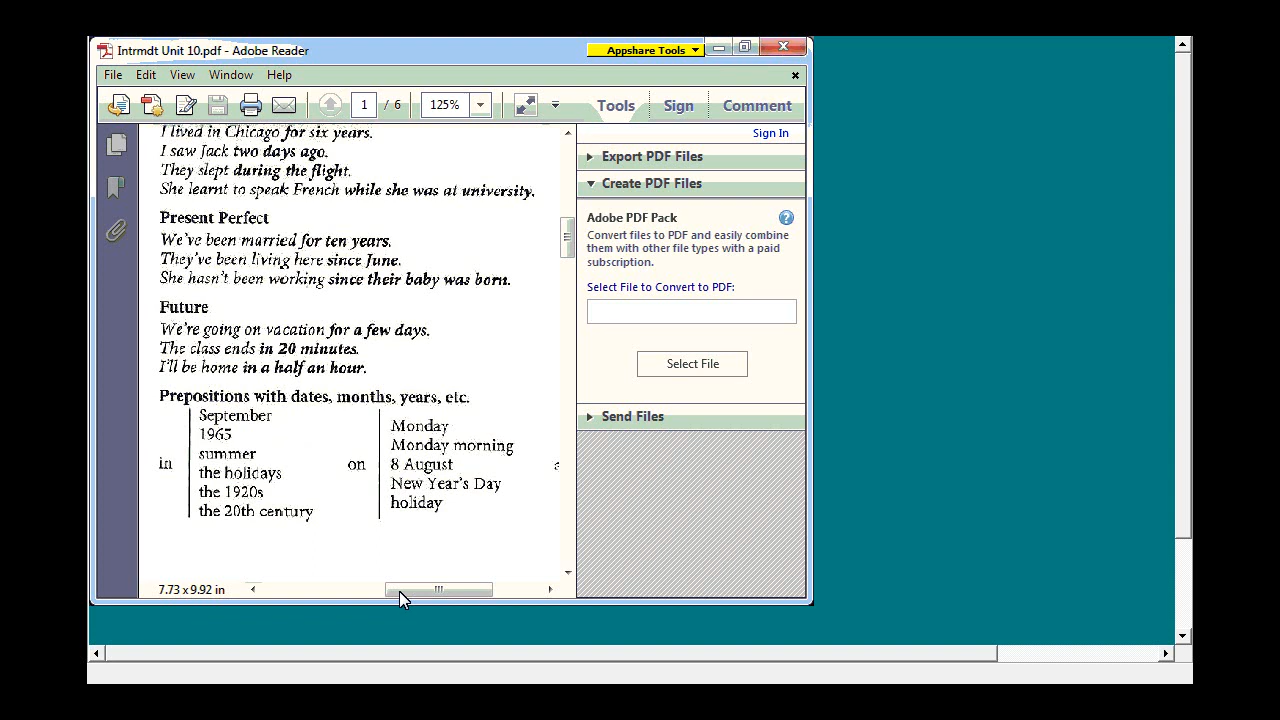 Intrmdt Unit 10.pdf - Adobe Reader
Appshare Tools
File Edit View Window Help
1 / 6 125% Tools Sign Comment
I lived in Chicago for six years.
I saw Jack two days ago.
They slept during the flight.
She learnt to speak French while she was at university.
Present Perfect
We've been married for ten years.
They've been living here since June.
She hasn't been working since their baby was born.
Future
We're going on vacation for a few days.
The class ends in 20 minutes.
I'll be home in a half an hour.
Prepositions with dates, months, years, etc.
in
September
1963
summer
the holidays
the 1920s
the 20th century
on
Monday
Monday morning
8 August
New Year's Day
holiday
7.73 x 9.92 in
Sign In
Export PDF Files
Create PDF Files
Adobe PDF Pack
Convert files to PDF and easily combine
them with other file types with a paid
subscription.
Select File to Convert to PDF:
Select File
Send Files